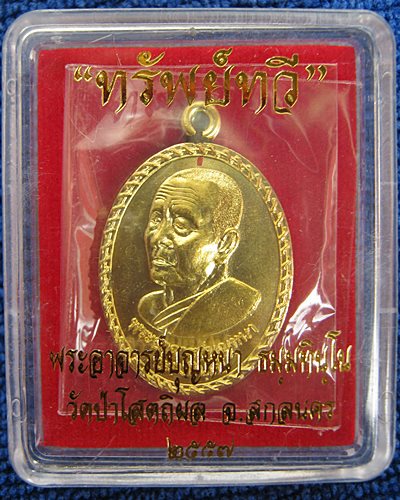 “ทรัพย์ทวี”
พระอาจารย์บุญหนา ธมฺมทินฺโน
วัดป่าโสตถิผล จ.สกลนคร
๒๕๕๗